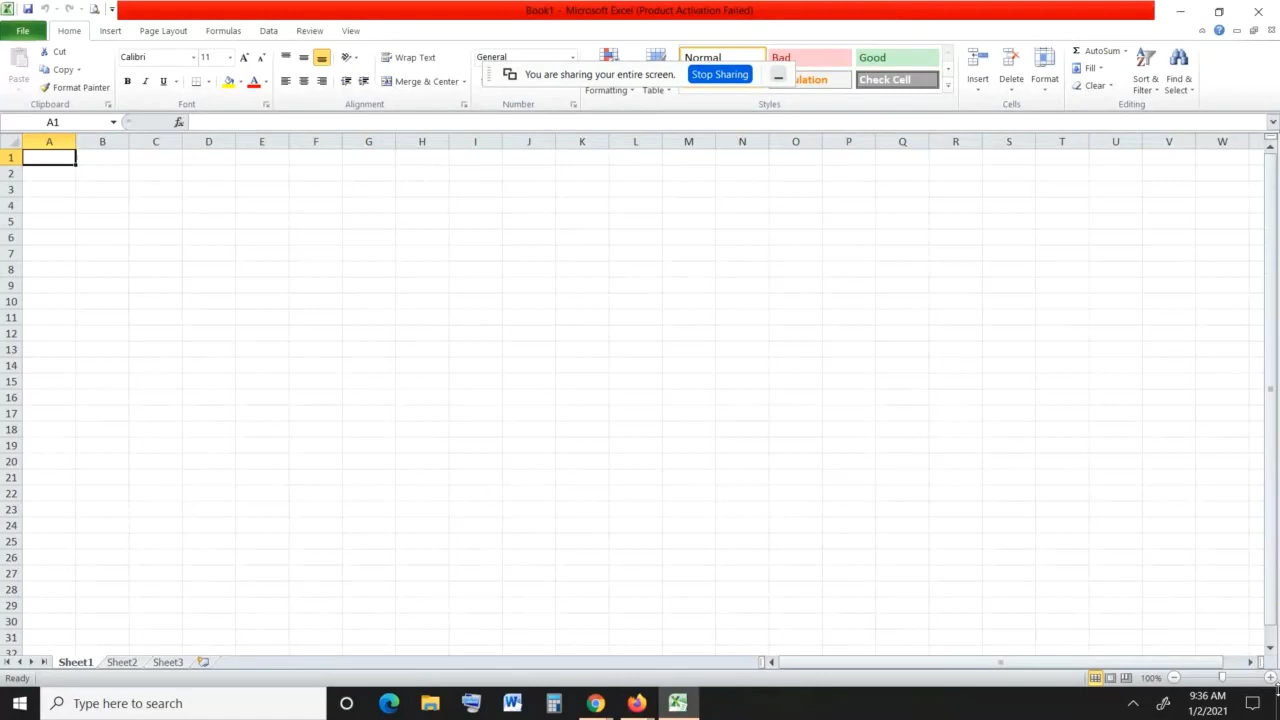 Book1 - Microsoft Excel (Product Activation Failed)
File Home Insert Page Layout Formulas Data Review View
Paste Cut Copy Format Painter Clipboard
Calibri 11 B I U Font
Wrap Text Merge & Center Alignment
General Number
Formatting Table Normal Bad Good Check Cell Styles
You are sharing your entire screen. Stop Sharing
Insert Delete Format Cells
AutoSum Fill Clear Sort & Filter Find & Select Editing
A1 fx
A B C D E F G H I J K L M N O P Q R S T U V W
1
2
3
4
5
6
7
8
9
10
11
12
13
14
15
16
17
18
19
20
21
22
23
24
25
26
27
28
29
30
31
32
Sheet1 Sheet2 Sheet3
Ready 100%
Type here to search
9:36 AM
1/2/2021